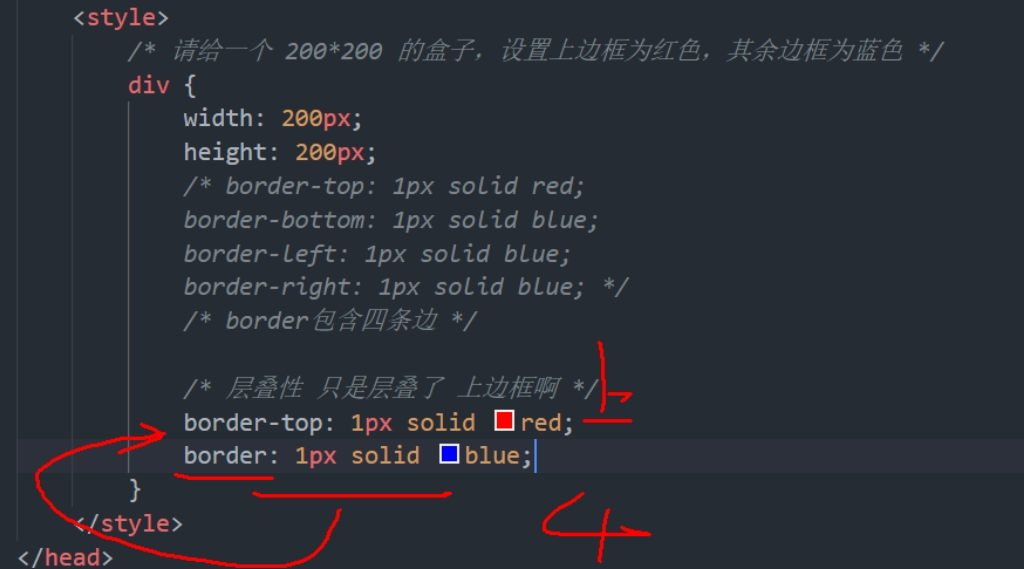 <style>
/* 请给一个 200*200 的盒子，设置上边框为红色，其余边框为蓝色 */
div {
width: 200px;
height: 200px;
/* border-top: 1px solid red;
border-bottom: 1px solid blue;
border-left: 1px solid blue;
border-right: 1px solid blue; */
/* border包含四条边 */
/* 层叠性 只是层叠了 上边框啊 */
border-top: 1px solid red;
border: 1px solid blue;
}
</style>
</head>